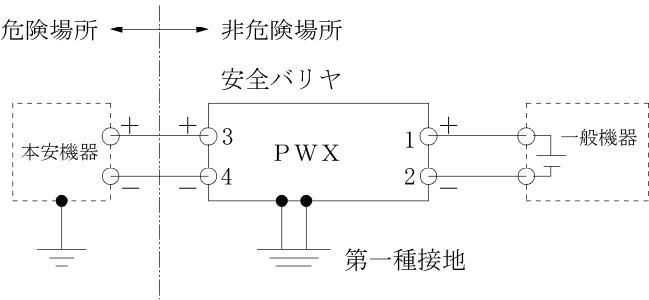 危険場所 非危険場所
安全バリヤ
本安機器
+ + 3
− − 4
PWX
1 +
2 −
一般機器
第一種接地